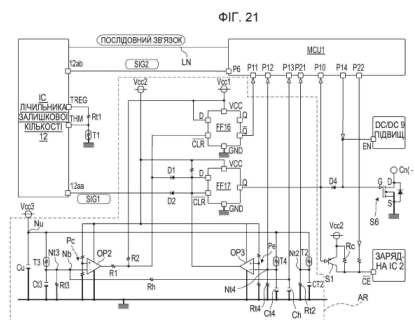 ФІГ. 21
ПОСЛІДОВНИЙ ЗВ'ЯЗОК
LN
MCU1
12ab
SIG2
P6
P11 P12 P13 P21 P10 P14 P22
Vcc2
Vcc1
ІС
ЛІЧИЛЬНИКА
ЗАЛИШКОВОЇ
КІЛЬКОСТІ
12
TREG
THM
Rt1
T1
VCC
D
Q
FF16
Q
CLR
GND
DC/DC 9
ПІДВИЩ.
EN
VCC
D1
D
FF17
Q
CLR
GND
D2
12aa
SIG1
D4
G
D
S
S6
Cn(-)
Vcc3
Nu
Vcc2
Rc
S1
ЗАРЯД-
НА ІС 2
CE
Pc
OP2
R2
R1
OP3
Pe
T3
Nt3
Nb
T4
Nt2
T2
Nt4
Cu
Ct3
Rt3
Rh
Rt4
Ct4
Ch
Rt2
CT2
AR